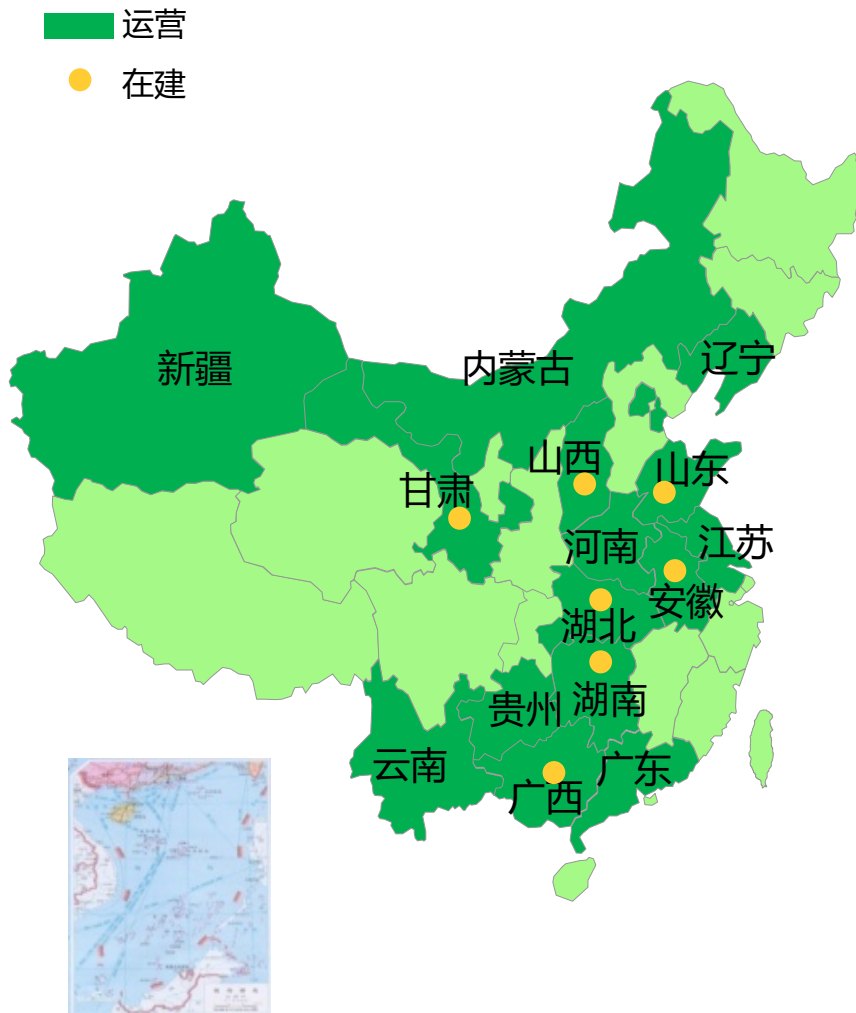 运营
在建
新疆
内蒙古
辽宁
山西
山东
甘肃
河南
江苏
安徽
湖北
湖南
贵州
云南
广东
广西